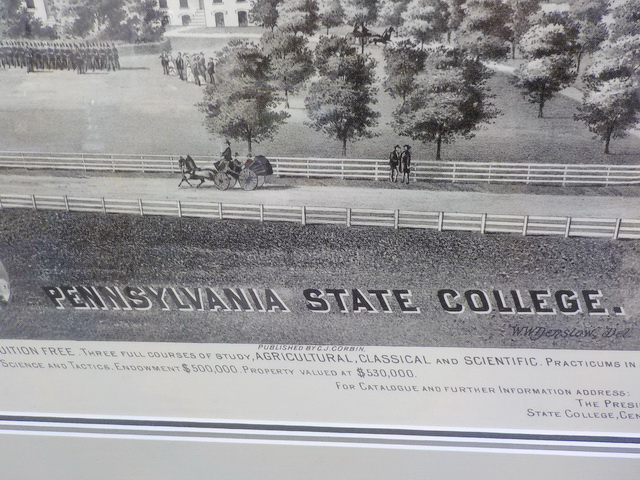 PENNSYLVANIA STATE COLLEGE.
W.W. Denslow, Del.
PUBLISHED BY C.J. CORBIN.
UITION FREE. THREE FULL COURSES OF STUDY, AGRICULTURAL, CLASSICAL AND SCIENTIFIC. PRACTICUMS IN
SCIENCE AND TACTICS. ENDOWMENT $500,000. PROPERTY VALUED AT $530,000.
FOR CATALOGUE AND FURTHER INFORMATION ADDRESS:
THE PRESI
STATE COLLEGE, CEN